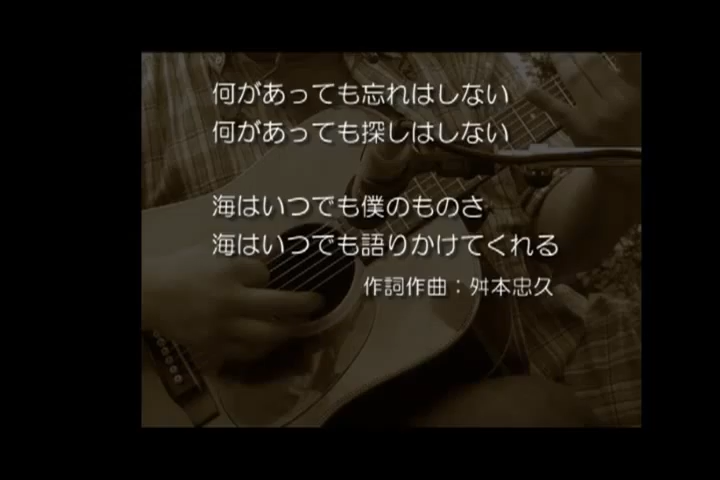 何があっても忘れはしない
何があっても探しはしない
海はいつでも僕のものさ
海はいつでも語りかけてくれる
作詞作曲：舛本忠久